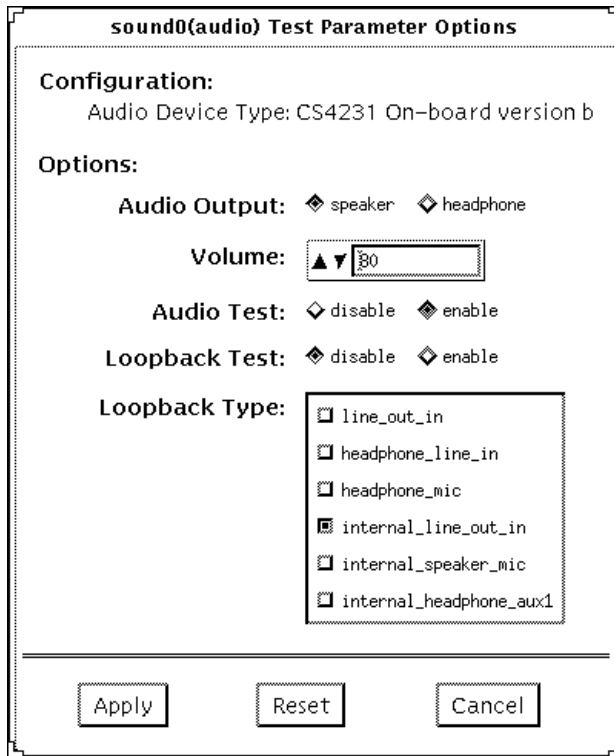 sound0(audio) Test Parameter Options
Configuration:
Audio Device Type: CS4231 On-board version b
Options:
Audio Output: speaker headphone
Volume: 80
Audio Test: disable enable
Loopback Test: disable enable
Loopback Type:
line_out_in
headphone_line_in
headphone_mic
internal_line_out_in
internal_speaker_mic
internal_headphone_aux1
Apply Reset Cancel